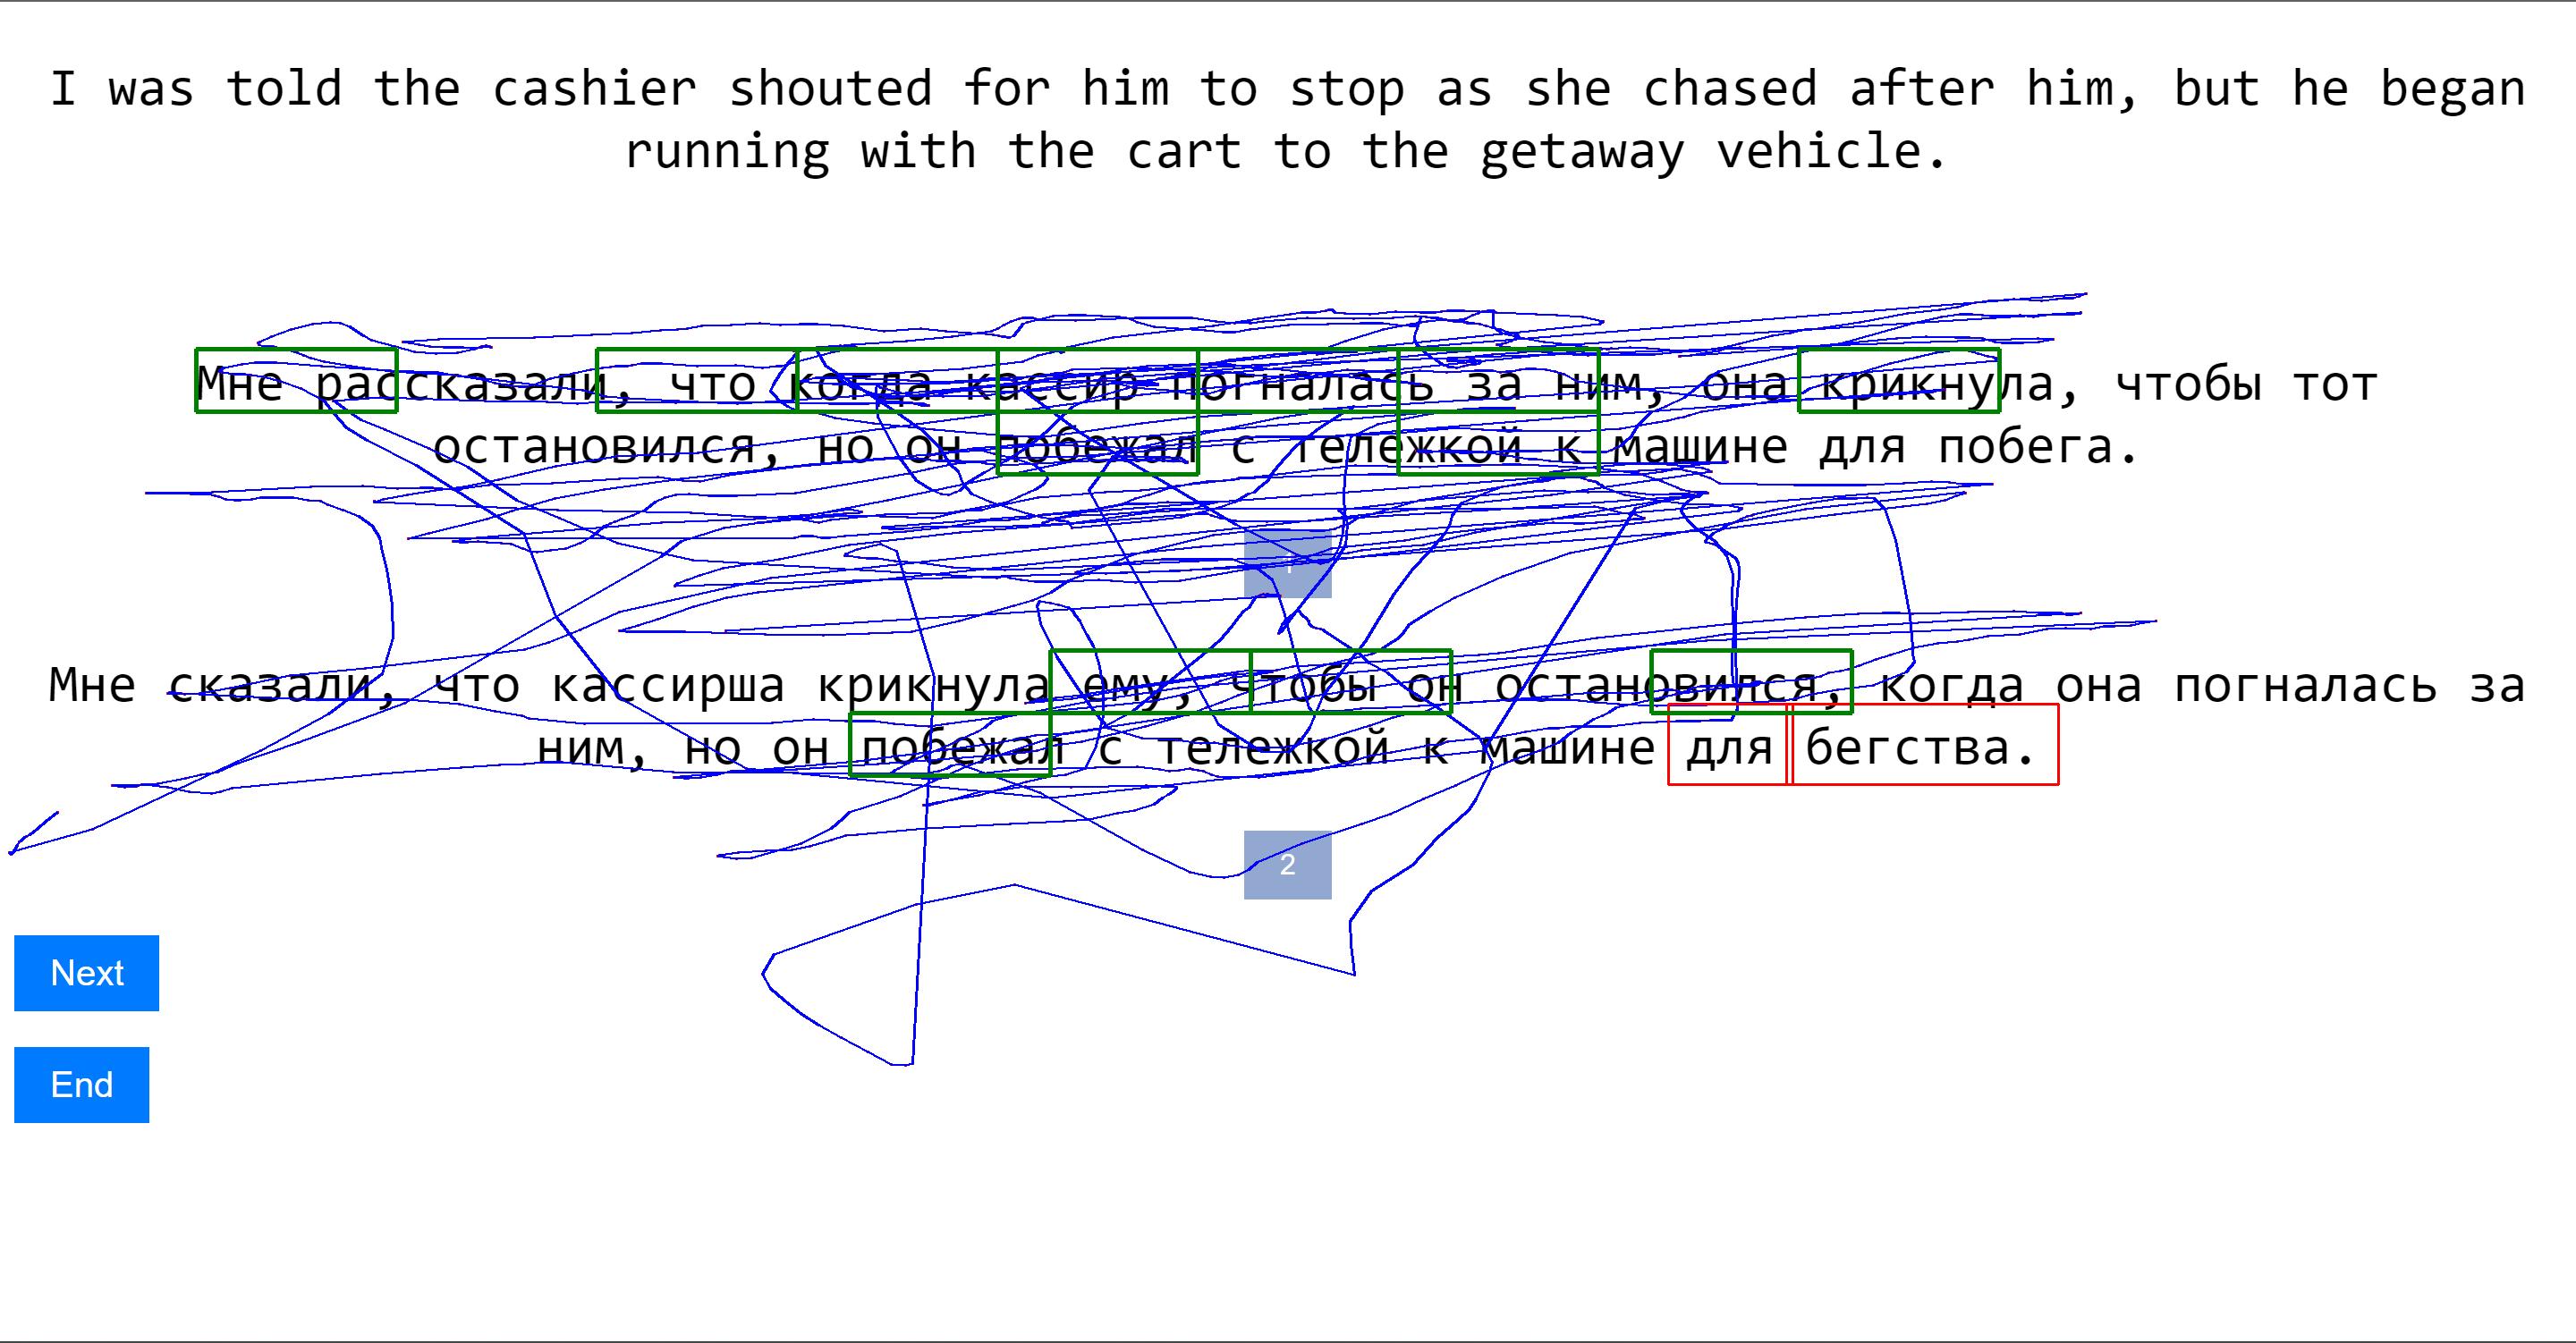 I was told the cashier shouted for him to stop as she chased after him, but he began
running with the cart to the getaway vehicle.
Мне рассказали, что когда кассир погналась за ним, она крикнула, чтобы тот
остановился, но он побежал с тележкой к машине для побега.
1
Мне сказали, что кассирша крикнула ему, чтобы он остановился, когда она погналась за
ним, но он побежал с тележкой к машине для бегства.
2
Next
End